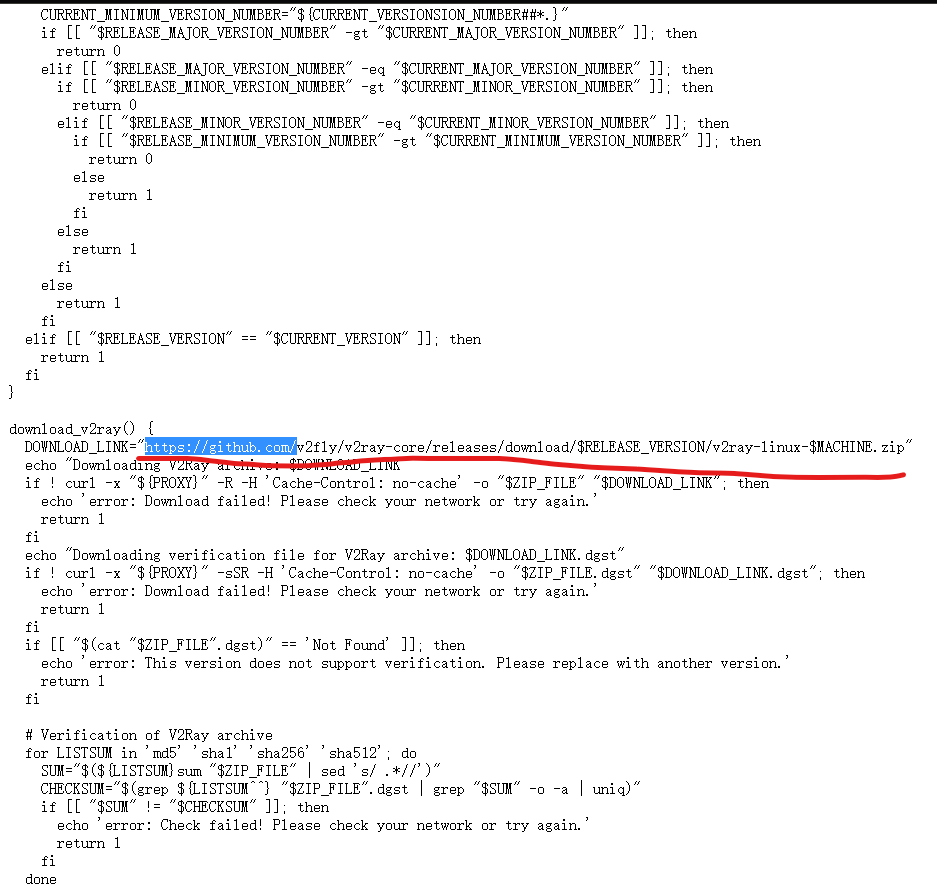 CURRENT_MINIMUM_VERSION_NUMBER="${CURRENT_VERSIONSION_NUMBER##*.}"
if [[ "$RELEASE_MAJOR_VERSION_NUMBER" -gt "$CURRENT_MAJOR_VERSION_NUMBER" ]]; then
return 0
elif [[ "$RELEASE_MAJOR_VERSION_NUMBER" -eq "$CURRENT_MAJOR_VERSION_NUMBER" ]]; then
if [[ "$RELEASE_MINOR_VERSION_NUMBER" -gt "$CURRENT_MINOR_VERSION_NUMBER" ]]; then
return 0
elif [[ "$RELEASE_MINOR_VERSION_NUMBER" -eq "$CURRENT_MINOR_VERSION_NUMBER" ]]; then
if [[ "$RELEASE_MINIMUM_VERSION_NUMBER" -gt "$CURRENT_MINIMUM_VERSION_NUMBER" ]]; then
return 0
else
return 1
fi
else
return 1
fi
else
return 1
fi
elif [[ "$RELEASE_VERSION" == "$CURRENT_VERSION" ]]; then
return 1
fi
}
download_v2ray() {
DOWNLOAD_LINK="https://github.com/v2fly/v2ray-core/releases/download/$RELEASE_VERSION/v2ray-linux-$MACHINE.zip"
echo "Downloading V2Ray archive: $DOWNLOAD_LINK"
if ! curl -x "${PROXY}" -R -H 'Cache-Control: no-cache' -o "$ZIP_FILE" "$DOWNLOAD_LINK"; then
echo 'error: Download failed! Please check your network or try again.'
return 1
fi
echo "Downloading verification file for V2Ray archive: $DOWNLOAD_LINK.dgst"
if ! curl -x "${PROXY}" -sSR -H 'Cache-Control: no-cache' -o "$ZIP_FILE.dgst" "$DOWNLOAD_LINK.dgst"; then
echo 'error: Download failed! Please check your network or try again.'
return 1
fi
if [[ "$(cat "$ZIP_FILE".dgst)" == 'Not Found' ]]; then
echo 'error: This version does not support verification. Please replace with another version.'
return 1
fi
# Verification of V2Ray archive
for LISTSUM in 'md5' 'sha1' 'sha256' 'sha512'; do
SUM="$(${LISTSUM}sum "$ZIP_FILE" | sed 's/ .*//')"
CHECKSUM="$(grep ${LISTSUM^^} "$ZIP_FILE".dgst | grep "$SUM" -o -a | uniq)"
if [[ "$SUM" != "$CHECKSUM" ]]; then
echo 'error: Check failed! Please check your network or try again.'
return 1
fi
done